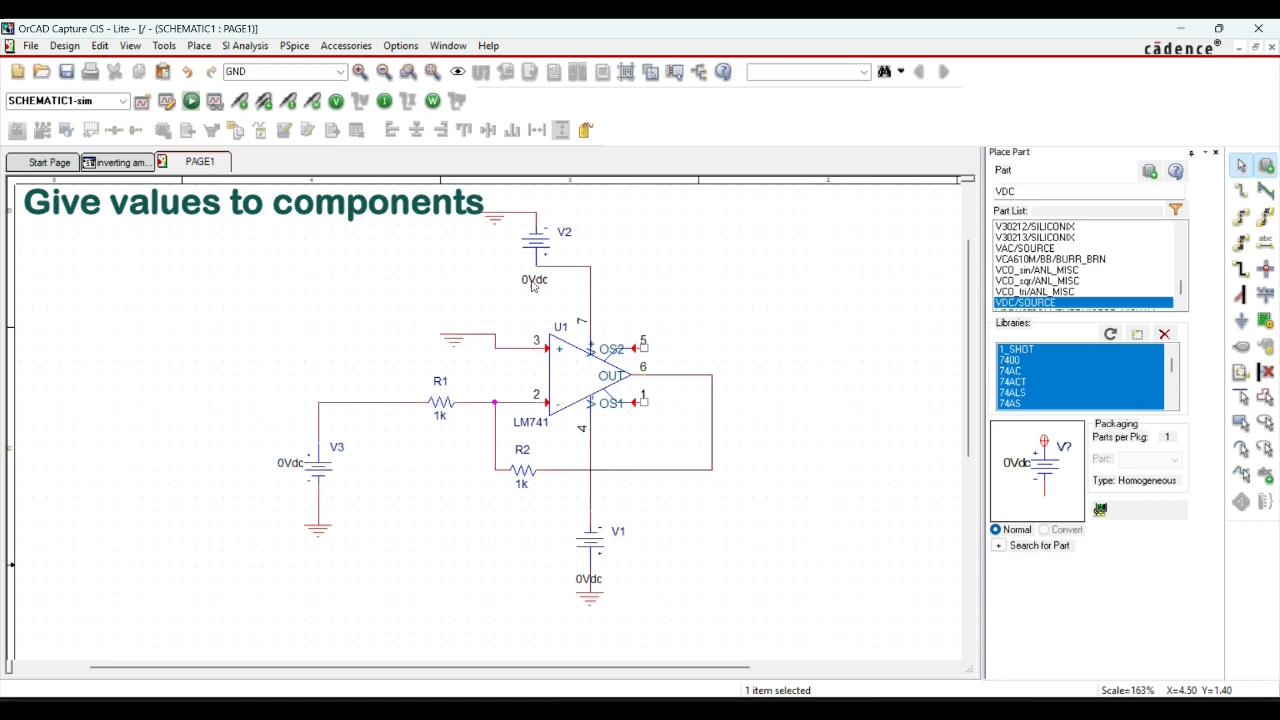 OrCAD Capture CIS - Lite - [/ - (SCHEMATIC1 : PAGE1)]
File Design Edit View Tools Place SI Analysis PSpice Accessories Options Window Help
cādence®
GND
SCHEMATIC1-sim
Start Page
inverting am...
PAGE1
5 4 3 2
Give values to components
V2
0Vdc
U1
7
3
+
OS2
5
OUT
6
2
-
OS1
1
LM741
4
R1
1k
R2
1k
V3
0Vdc
V1
0Vdc
Place Part
Part
VDC
Part List:
V30212/SILICONIX
V30213/SILICONIX
VAC/SOURCE
VCA610M/BB/BURR_BRN
VCO_sin/ANL_MISC
VCO_sqr/ANL_MISC
VCO_tri/ANL_MISC
VDC/SOURCE
Libraries:
1_SHOT
7400
74AC
74ACT
74ALS
74AS
V?
0Vdc
Packaging
Parts per Pkg: 1
Part:
Type: Homogeneous
Normal Convert
+ Search for Part
1 item selected
Scale=163% X=4.50 Y=1.40